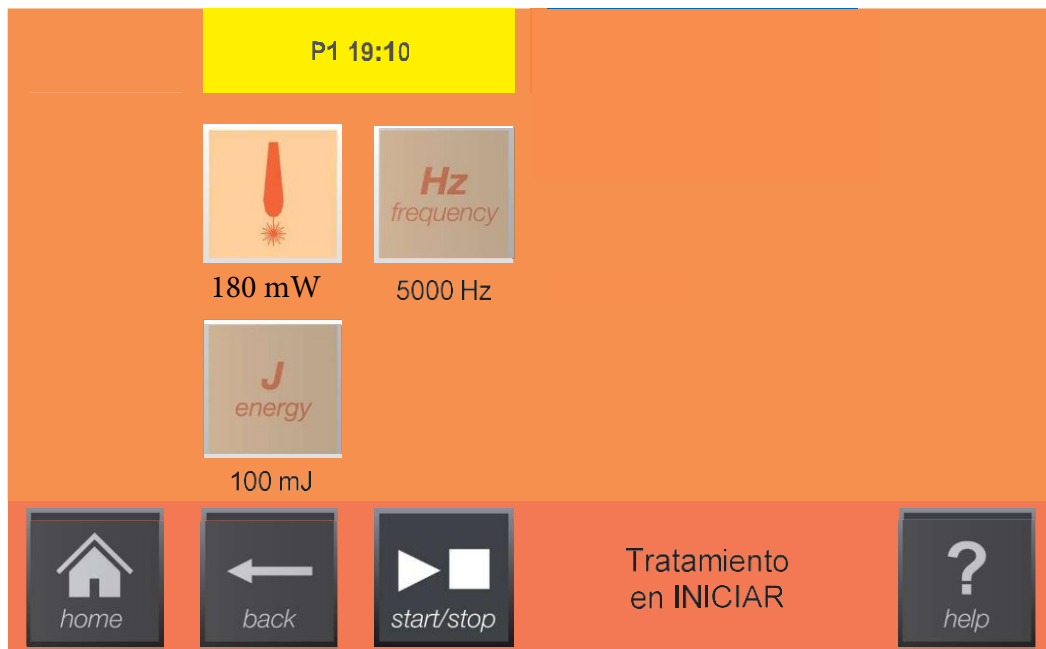 P1 19:10
Hz
frequency
180 mW
5000 Hz
J
energy
100 mJ
home
back
start/stop
Tratamiento
en INICIAR
?
help